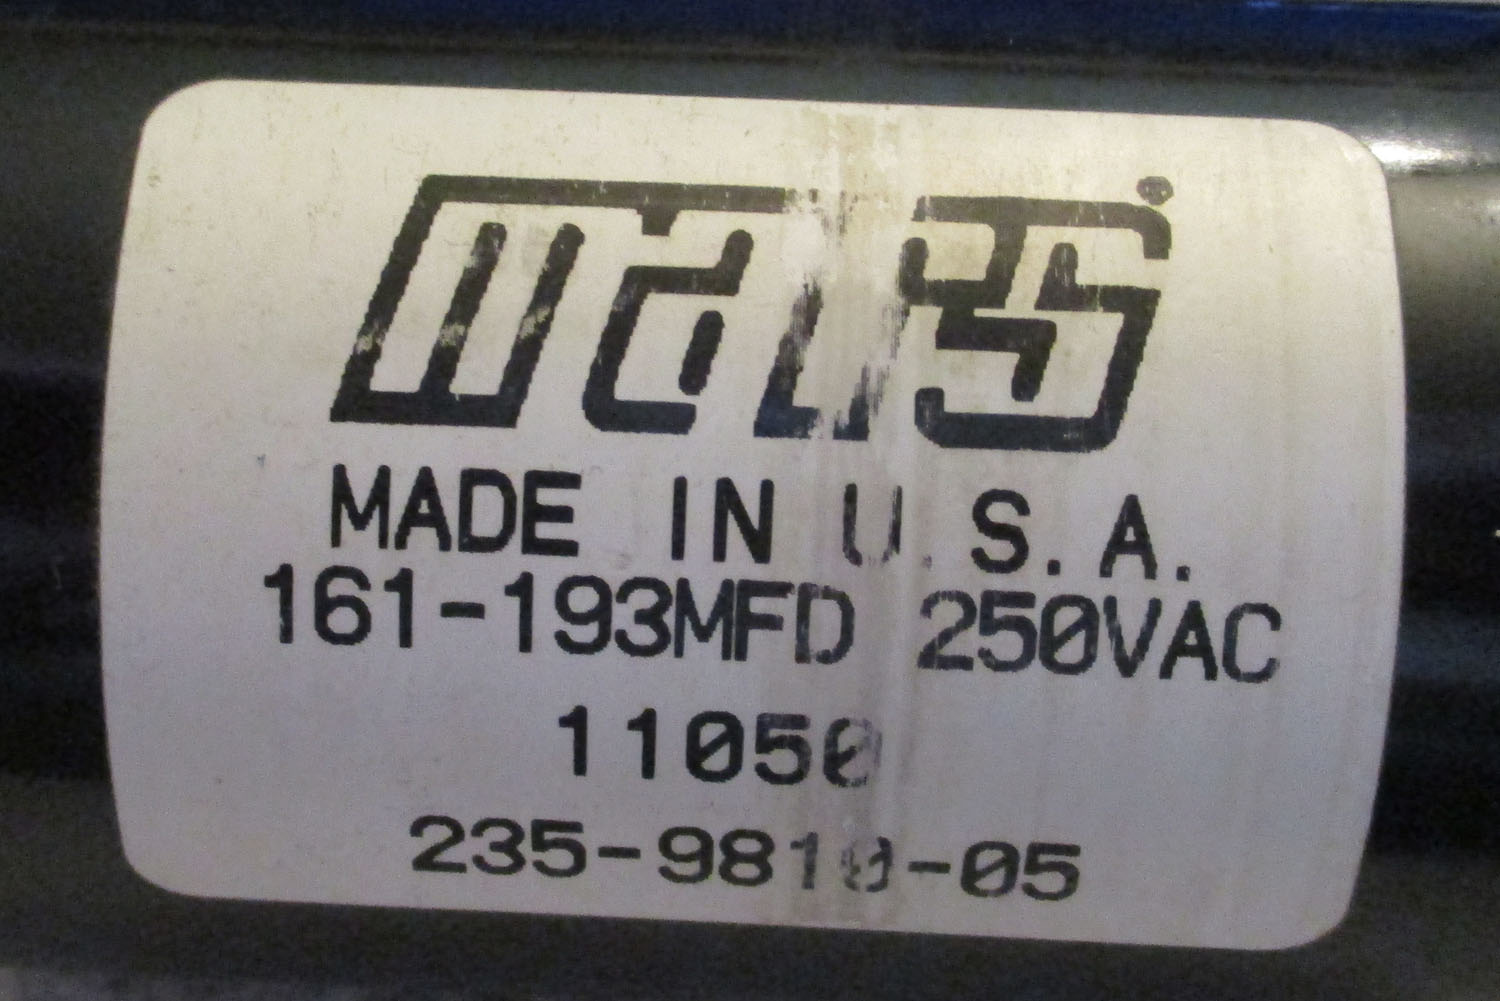 mars®
MADE IN U.S.A.
161-193MFD 250VAC
11050
235-9810-05